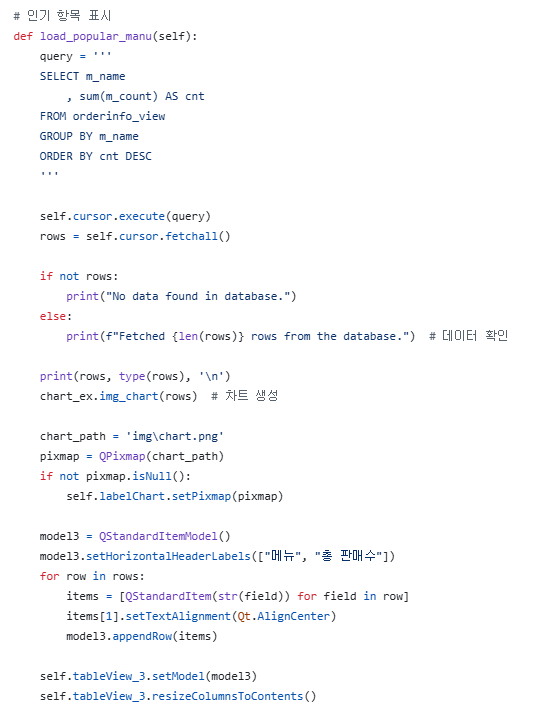 # 인기 항목 표시
def load_popular_manu(self):
    query = '''
    SELECT m_name
        , sum(m_count) AS cnt
    FROM orderinfo_view
    GROUP BY m_name
    ORDER BY cnt DESC
    '''

    self.cursor.execute(query)
    rows = self.cursor.fetchall()

    if not rows:
        print("No data found in database.")
    else:
        print(f"Fetched {len(rows)} rows from the database.")  # 데이터 확인

    print(rows, type(rows), '\n')
    chart_ex.img_chart(rows)  # 차트 생성

    chart_path = 'img\chart.png'
    pixmap = QPixmap(chart_path)
    if not pixmap.isNull():
        self.labelChart.setPixmap(pixmap)

    model3 = QStandardItemModel()
    model3.setHorizontalHeaderLabels(["메뉴", "총 판매수"])
    for row in rows:
        items = [QStandardItem(str(field)) for field in row]
        items[1].setTextAlignment(Qt.AlignCenter)
        model3.appendRow(items)

    self.tableView_3.setModel(model3)
    self.tableView_3.resizeColumnsToContents()